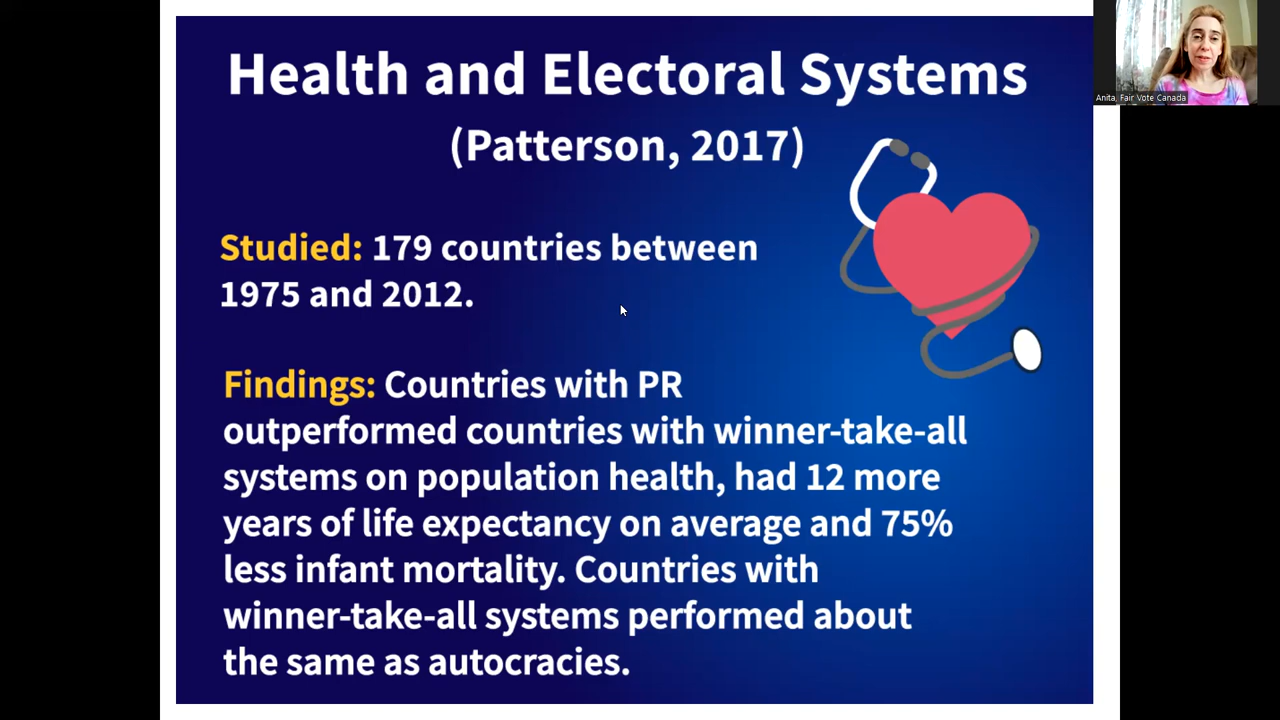 Health and Electoral Systems
(Patterson, 2017)
Studied: 179 countries between
1975 and 2012.
Findings: Countries with PR
outperformed countries with winner-take-all
systems on population health, had 12 more
years of life expectancy on average and 75%
less infant mortality. Countries with
winner-take-all systems performed about
the same as autocracies.
Anita, Fair Vote Canada